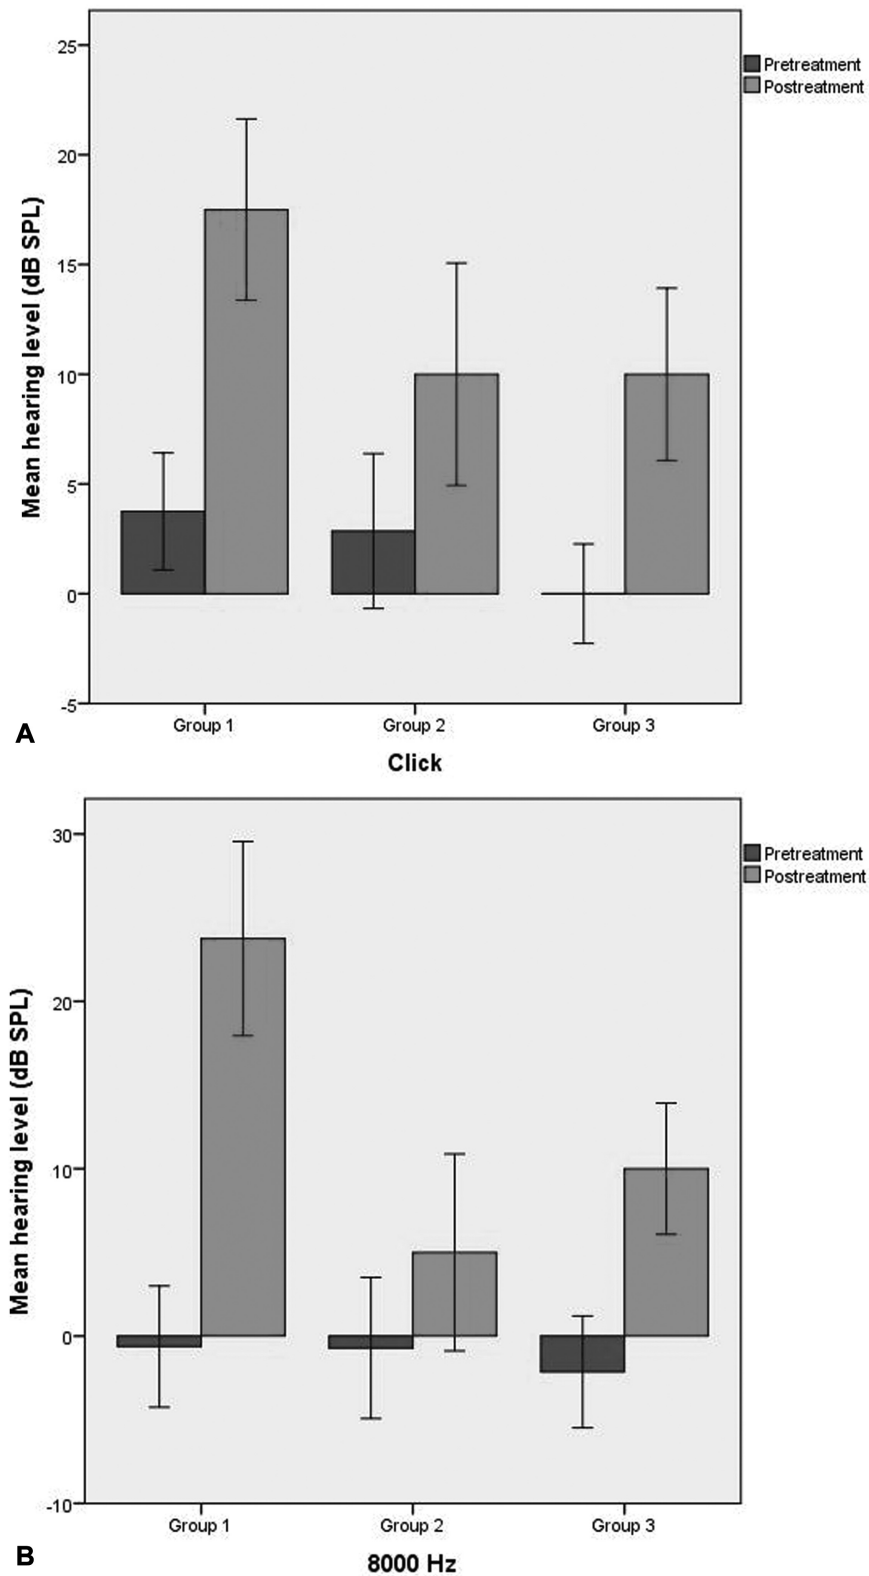 25
20
15
10
5
0
-5
Mean hearing level (dB SPL)
Pretreatment
Postreatment
Group 1
Group 2
Group 3
Click
A
30
20
10
0
-10
Mean hearing level (dB SPL)
Pretreatment
Postreatment
Group 1
Group 2
Group 3
8000 Hz
B